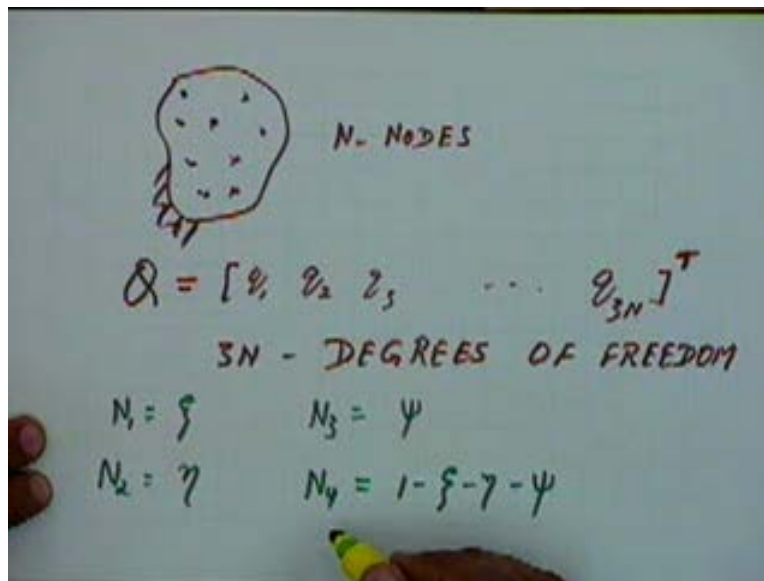 N- NODES
Q = [q₁ q₂ q₃ ... q₃N]ᵀ
3N - DEGREES OF FREEDOM
N₁ = ξ N₃ = ψ
N₂ = η N₄ = 1 - ξ - η - ψ